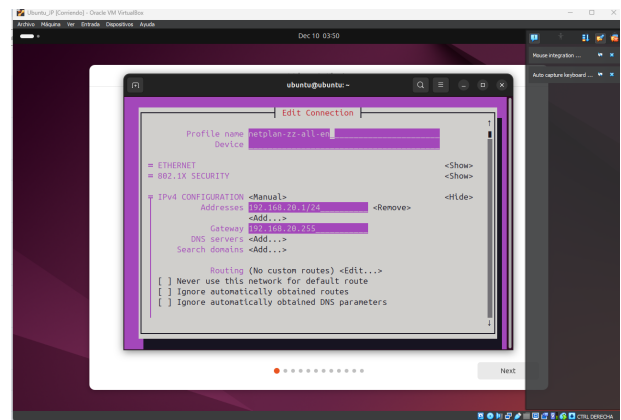 Ubuntu_JP [Corriendo] - Oracle VM VirtualBox
Archivo Máquina Ver Entrada Dispositivos Ayuda
Dec 10 03:50
Mouse integration ...
Auto capture keyboard ...
ubuntu@ubuntu: ~
Edit Connection
Profile name netplan-zz-all-en
Device
= ETHERNET <Show>
= 802.1X SECURITY <Show>
IPv4 CONFIGURATION <Manual> <Hide>
Addresses 192.168.20.1/24 <Remove>
<Add...>
Gateway 192.168.20.255
DNS servers <Add...>
Search domains <Add...>
Routing (No custom routes) <Edit...>
[ ] Never use this network for default route
[ ] Ignore automatically obtained routes
[ ] Ignore automatically obtained DNS parameters
Next
CTRL DERECHA